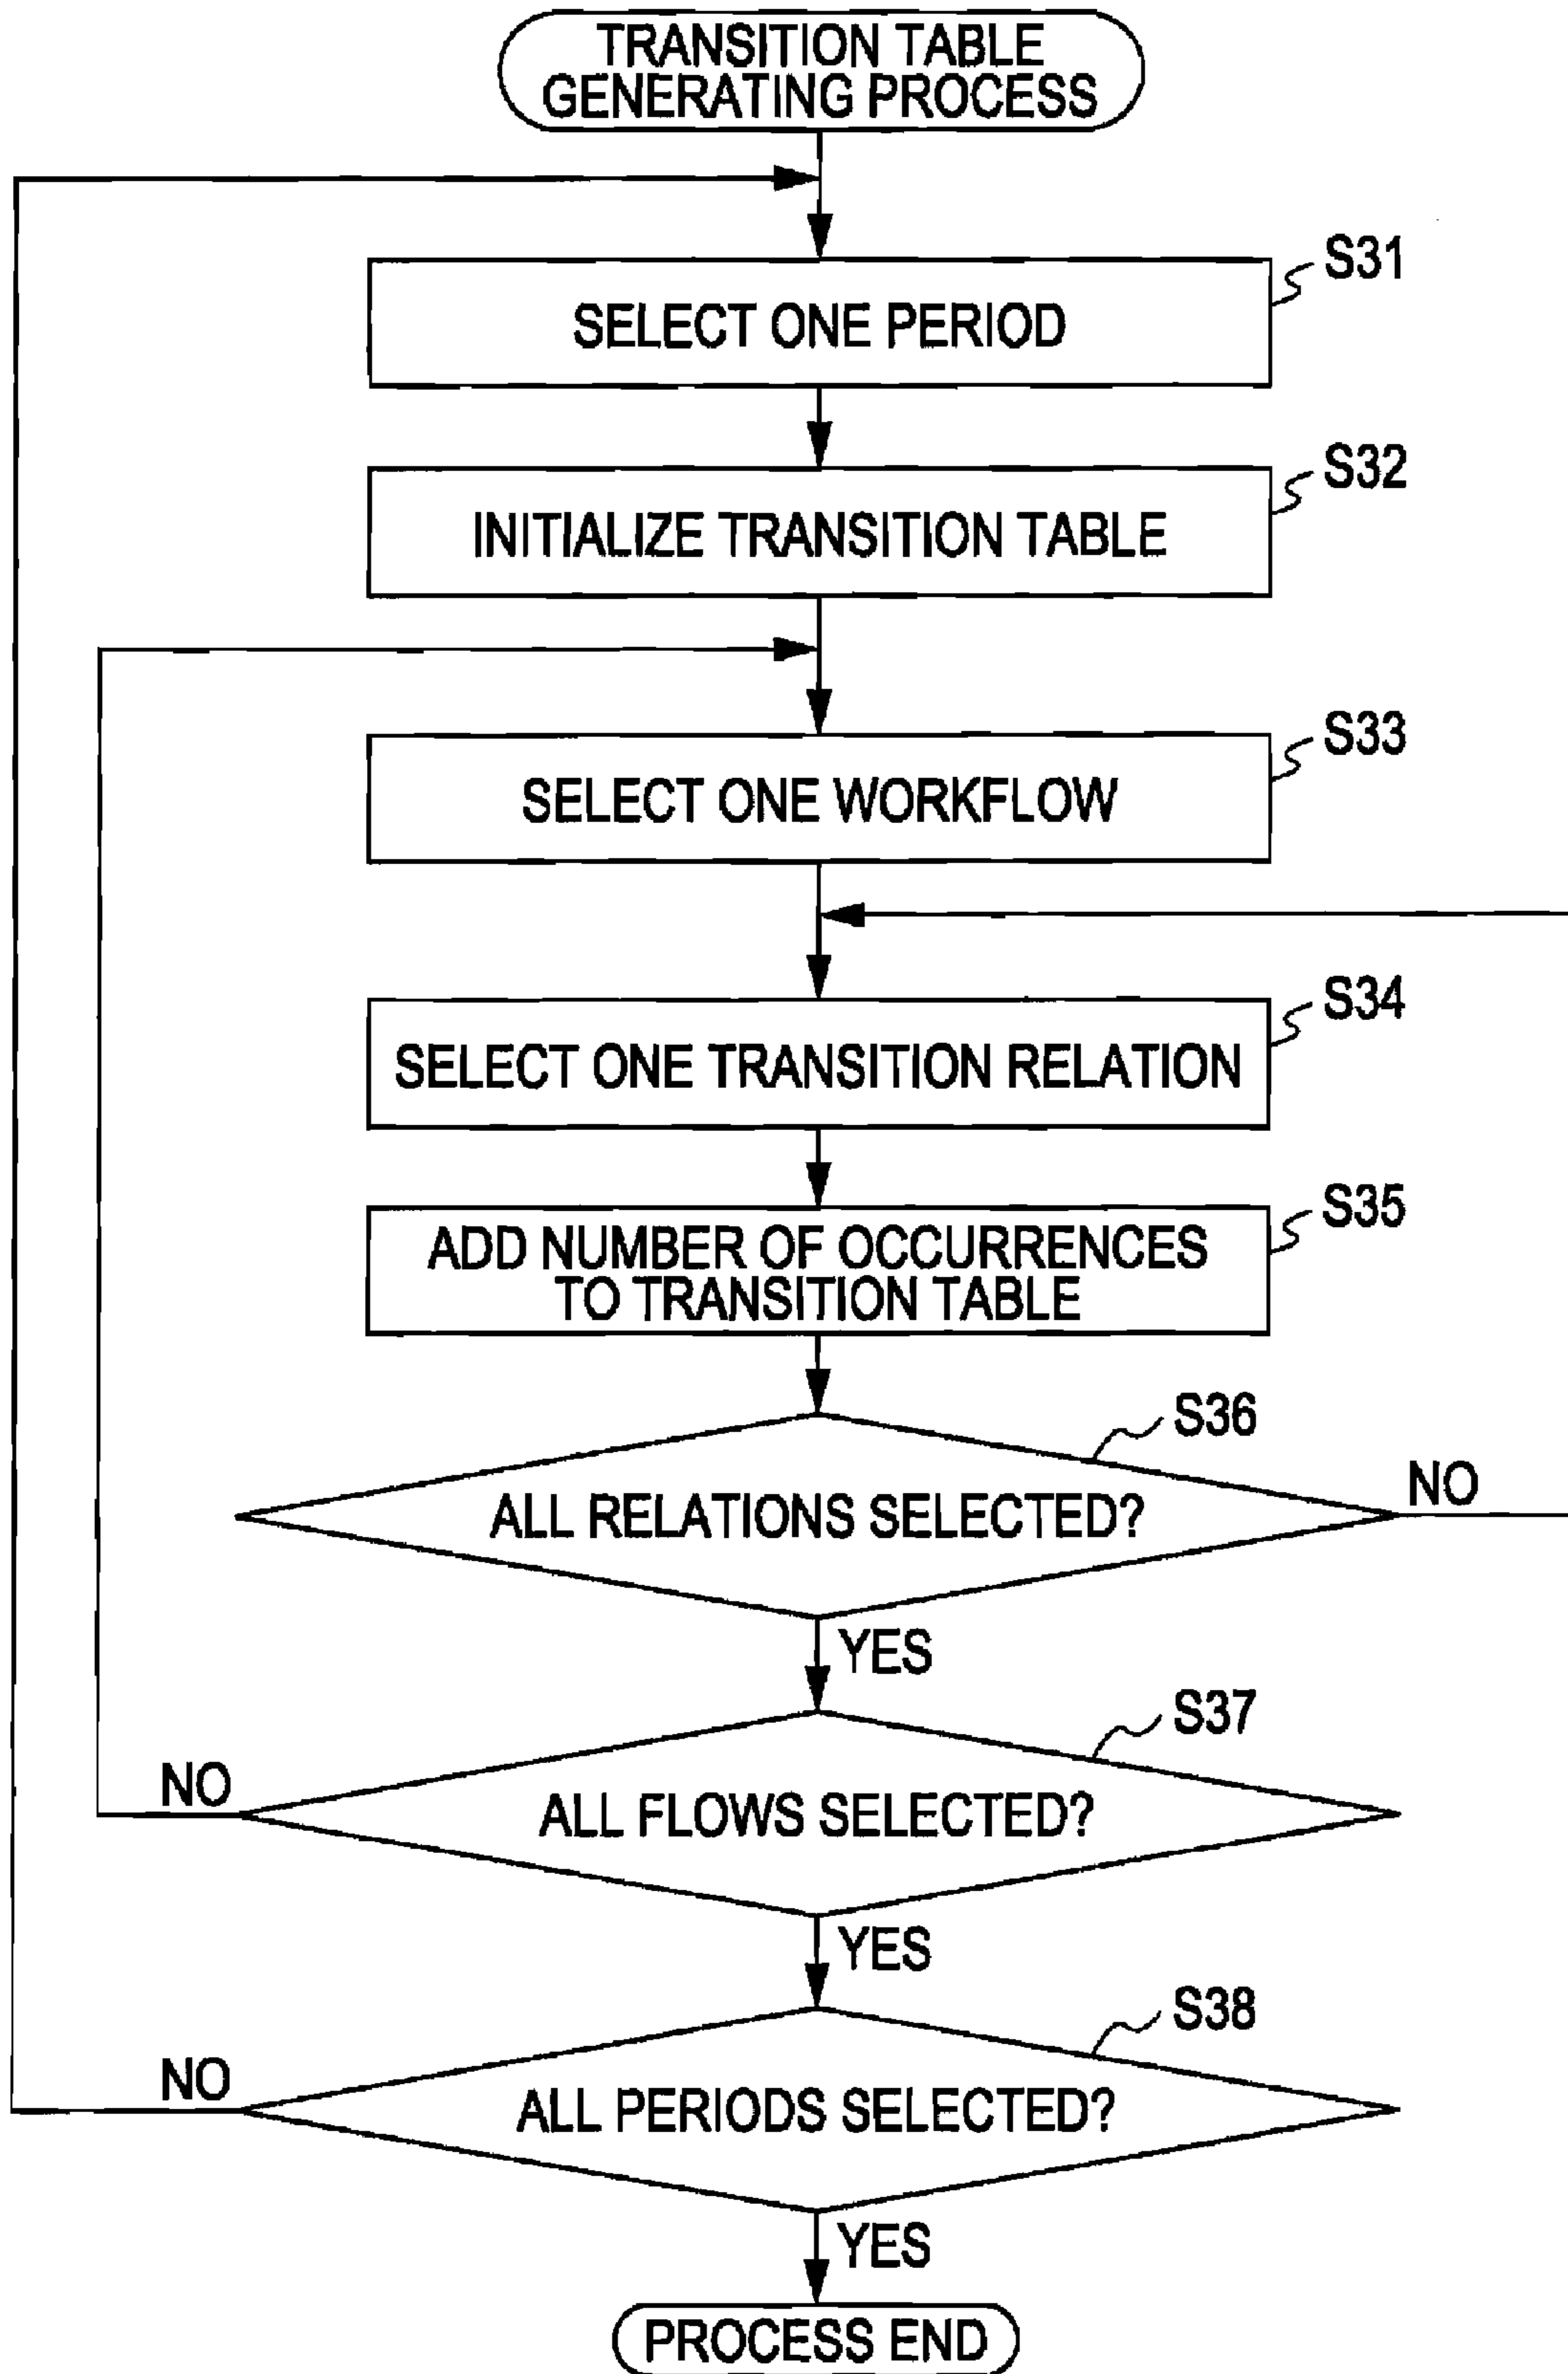 TRANSITION TABLE
GENERATING PROCESS
S31
SELECT ONE PERIOD
S32
INITIALIZE TRANSITION TABLE
S33
SELECT ONE WORKFLOW
S34
SELECT ONE TRANSITION RELATION
S35
ADD NUMBER OF OCCURRENCES
TO TRANSITION TABLE
S36
ALL RELATIONS SELECTED?
NO
YES
S37
NO
ALL FLOWS SELECTED?
YES
S38
NO
ALL PERIODS SELECTED?
YES
PROCESS END